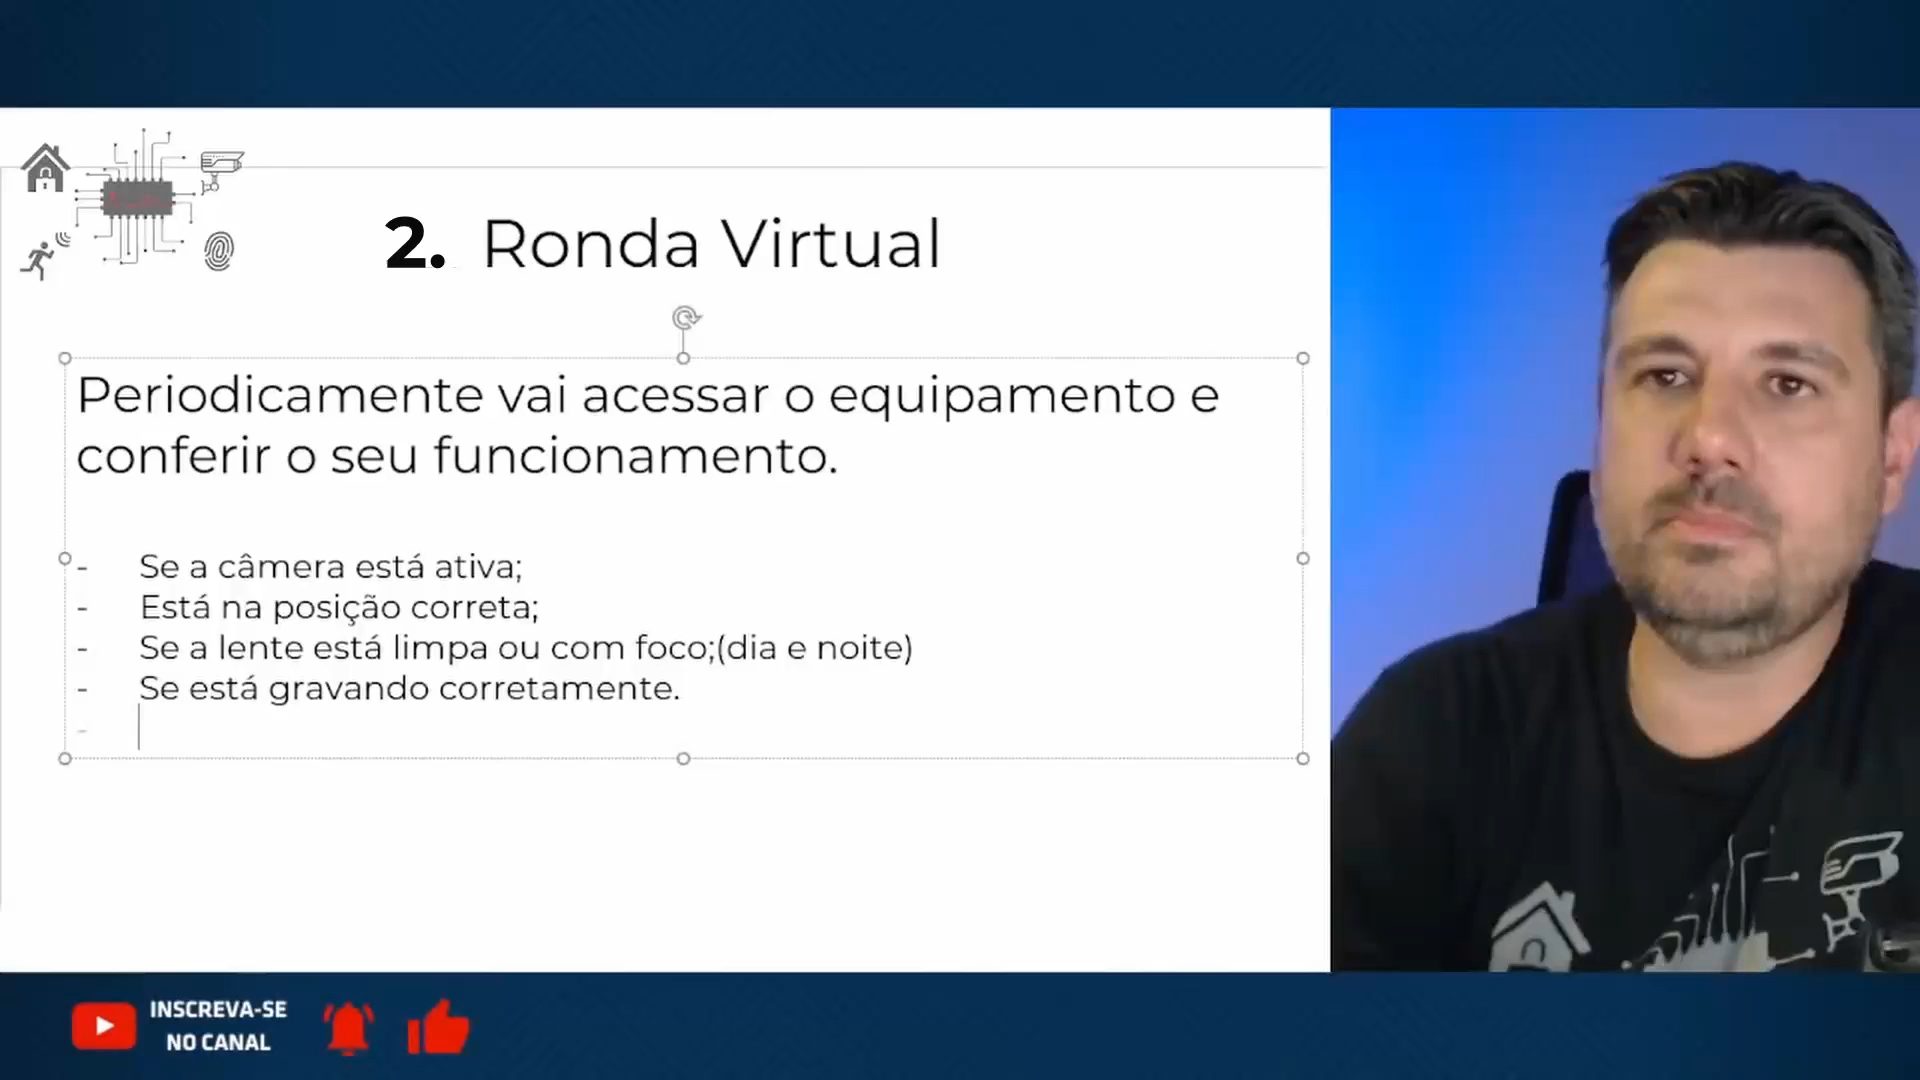 2. Ronda Virtual
Periodicamente vai acessar o equipamento e
conferir o seu funcionamento.
- Se a câmera está ativa;
- Está na posição correta;
- Se a lente está limpa ou com foco;(dia e noite)
- Se está gravando corretamente.
-
INSCREVA-SE
NO CANAL